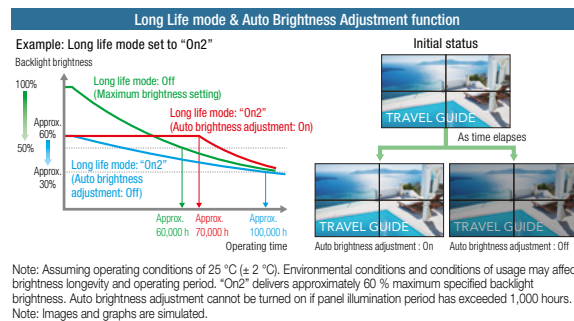 Long Life mode & Auto Brightness Adjustment function
Example: Long life mode set to “On2”
Backlight brightness
100%
Approx.
60%
50%
Approx.
30%
Long life mode: Off
(Maximum brightness setting)
Long life mode: “On2”
(Auto brightness adjustment: On)
Long life mode: “On2”
(Auto brightness
adjustment: Off)
Approx.
60,000 h
Approx.
70,000 h
Approx.
100,000 h
Operating time
Initial status
TRAVEL GUIDE
As time elapses
TRAVEL GUIDE
TRAVEL GUIDE
Auto brightness adjustment : On
Auto brightness adjustment : Off
Note: Assuming operating conditions of 25 °C (± 2 °C). Environmental conditions and conditions of usage may affec
brightness longevity and operating period. “On2” delivers approximately 60 % maximum specified backlight
brightness. Auto brightness adjustment cannot be turned on if panel illumination period has exceeded 1,000 hours.
Note: Images and graphs are simulated.